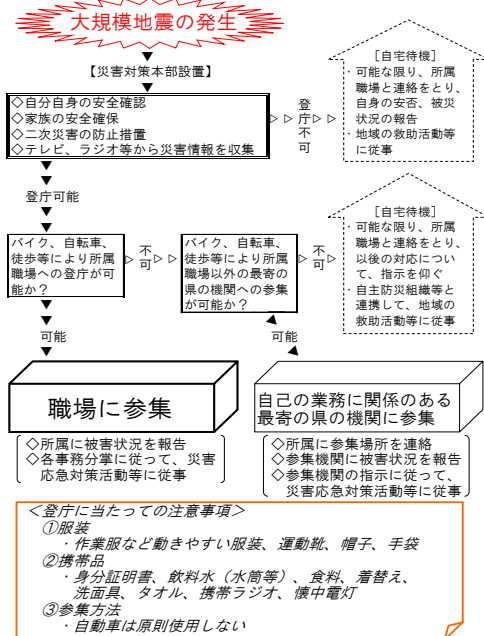 大規模地震の発生
【災害対策本部設置】
◇自分自身の安全確認
◇家族の安全確保
◇二次災害の防止措置
◇テレビ、ラジオ等から災害情報を収集
登庁不可
［自宅待機］
・可能な限り、所属
職場と連絡をとり、
自身の安否、被災
状況の報告
・地域の救助活動等
に従事
登庁可能
バイク、自転車、
徒歩等により所属
職場への登庁が可
能か？
不可
バイク、自転車、
徒歩等により所属
職場以外の最寄の
県の機関への参集
が可能か？
不可
［自宅待機］
・可能な限り、所属
職場と連絡をとり、
以後の対応につい
て、指示を仰ぐ
・自主防災組織等と
連携して、地域の
救助活動等に従事
可能
可能
職場に参集
自己の業務に関係のある
最寄の県の機関に参集
◇所属に被害状況を報告
◇各事務分掌に従って、災害
応急対策活動等に従事
◇所属に参集場所を連絡
◇参集機関に被害状況を報告
◇参集機関の指示に従って、
災害応急対策活動等に従事
＜登庁に当たっての注意事項＞
①服装
・作業服など動きやすい服装、運動靴、帽子、手袋
②携帯品
・身分証明書、飲料水（水筒等）、食料、着替え、
洗面具、タオル、携帯ラジオ、懐中電灯
③参集方法
・自動車は原則使用しない